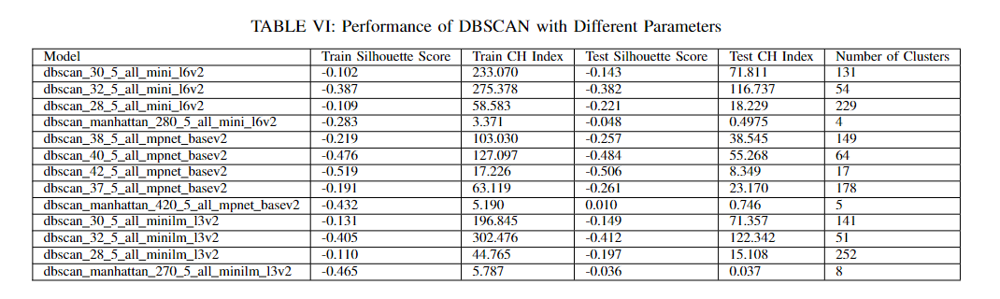 TABLE VI: Performance of DBSCAN with Different Parameters
Model Train Silhouette Score Train CH Index Test Silhouette Score Test CH Index Number of Clusters
dbscan_30_5_all_mini_l6v2 -0.102 233.070 -0.143 71.811 131
dbscan_32_5_all_mini_l6v2 -0.387 275.378 -0.382 116.737 54
dbscan_28_5_all_mini_l6v2 -0.109 58.583 -0.221 18.229 229
dbscan_manhattan_280_5_all_mini_l6v2 -0.283 3.371 -0.048 0.4975 4
dbscan_38_5_all_mpnet_basev2 -0.219 103.030 -0.257 38.545 149
dbscan_40_5_all_mpnet_basev2 -0.476 127.097 -0.484 55.268 64
dbscan_42_5_all_mpnet_basev2 -0.519 17.226 -0.506 8.349 17
dbscan_37_5_all_mpnet_basev2 -0.191 63.119 -0.261 23.170 178
dbscan_manhattan_420_5_all_mpnet_basev2 -0.432 5.190 0.010 0.746 5
dbscan_30_5_all_minilm_l3v2 -0.131 196.845 -0.149 71.357 141
dbscan_32_5_all_minilm_l3v2 -0.405 302.476 -0.412 122.342 51
dbscan_28_5_all_minilm_l3v2 -0.110 44.765 -0.197 15.108 252
dbscan_manhattan_270_5_all_minilm_l3v2 -0.465 5.787 -0.036 0.037 8